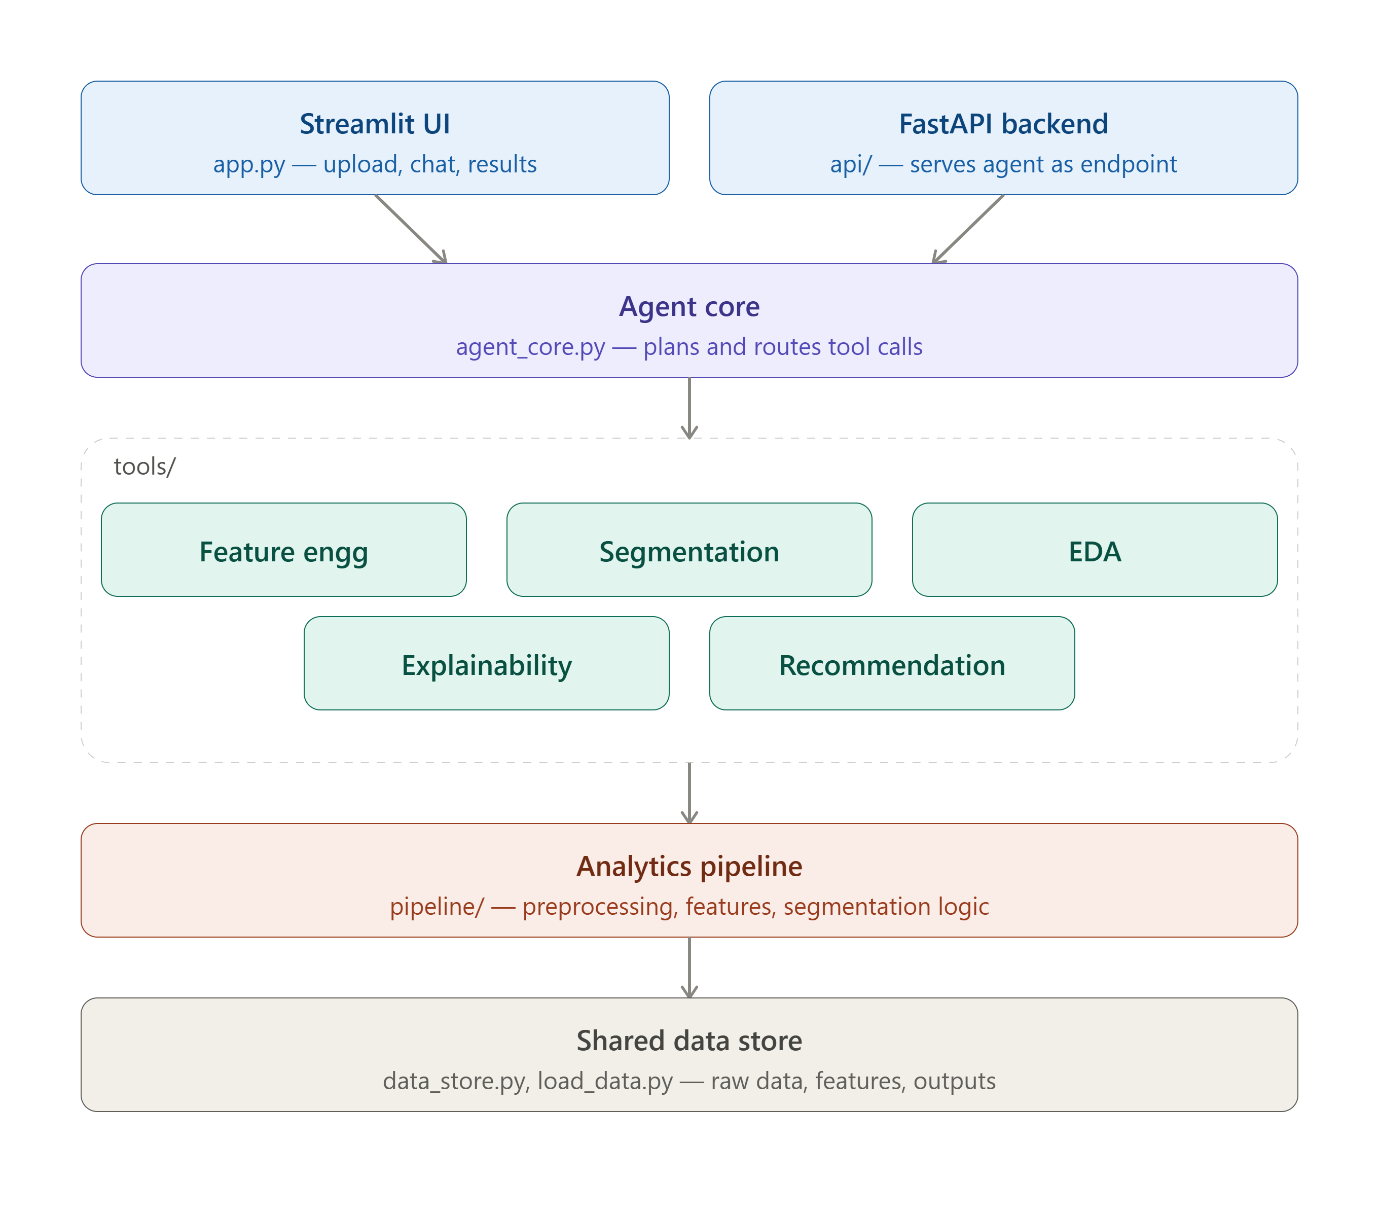 Streamlit UI
app.py — upload, chat, results
FastAPI backend
api/ — serves agent as endpoint
Agent core
agent_core.py — plans and routes tool calls
tools/
Feature engg
Segmentation
EDA
Explainability
Recommendation
Analytics pipeline
pipeline/ — preprocessing, features, segmentation logic
Shared data store
data_store.py, load_data.py — raw data, features, outputs